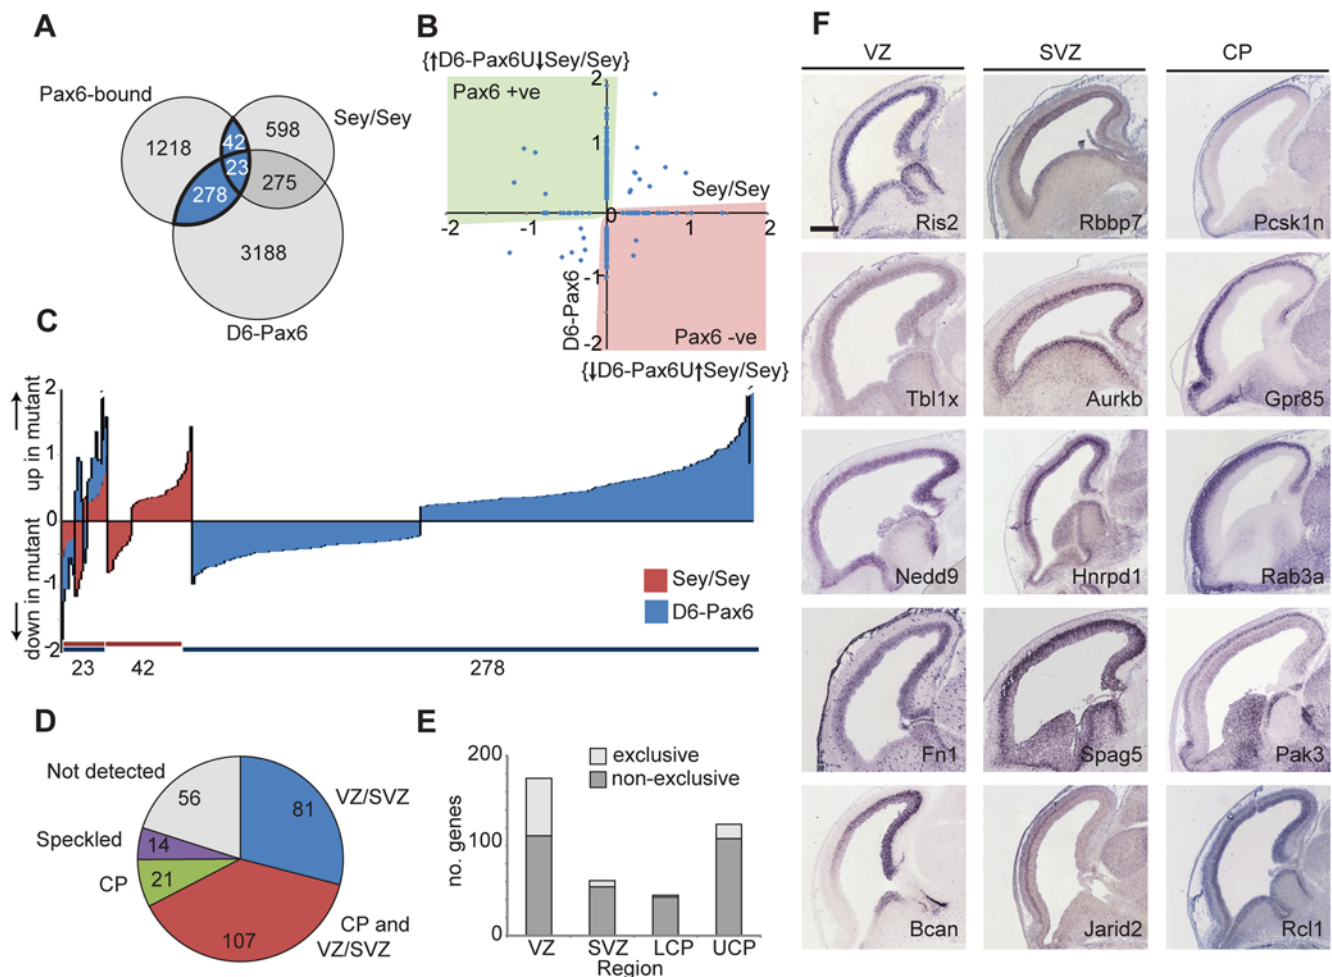 A
Pax6-bound
Sey/Sey
1218
42
598
23
278
275
3188
D6-Pax6
B
{↑D6-Pax6U↓Sey/Sey}
Pax6 +ve
2
1
Sey/Sey
-2
-1
0
1
2
D6-Pax6
-1
-2
Pax6 -ve
{↓D6-Pax6U↑Sey/Sey}
C
up in mutant
down in mutant
2
1
0
-1
-2
Sey/Sey
D6-Pax6
23
42
278
D
Not detected
56
81
VZ/SVZ
Speckled
14
CP
21
107
CP and
VZ/SVZ
E
200
100
0
no. genes
exclusive
non-exclusive
VZ
SVZ
LCP
UCP
Region
F
VZ
SVZ
CP
Ris2
Rbbp7
Pcsk1n
Tbl1x
Aurkb
Gpr85
Nedd9
Hnrpd1
Rab3a
Fn1
Spag5
Pak3
Bcan
Jarid2
Rcl1